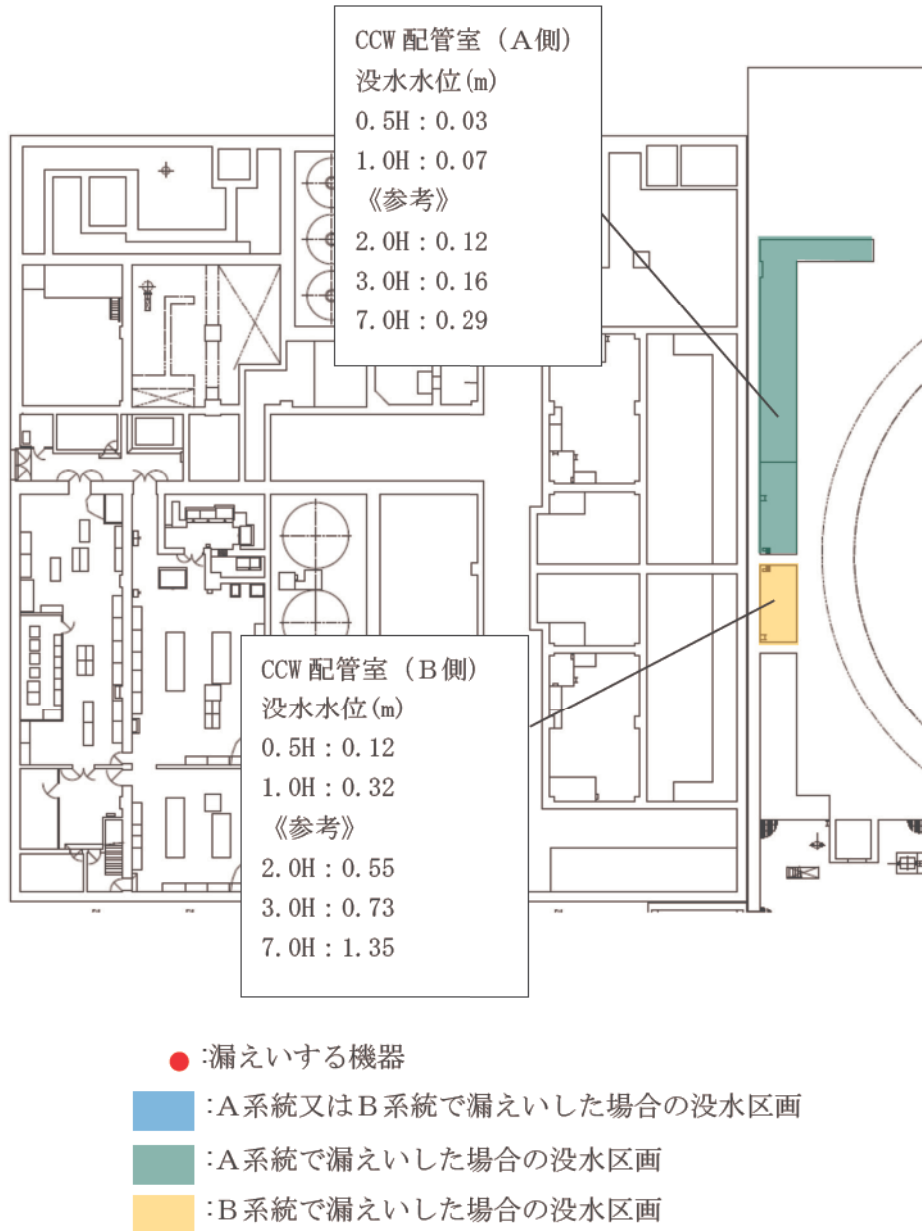 CCW 配管室（A側）
没水水位(m)
0.5H：0.03
1.0H：0.07
《参考》
2.0H：0.12
3.0H：0.16
7.0H：0.29
CCW 配管室（B側）
没水水位(m)
0.5H：0.12
1.0H：0.32
《参考》
2.0H：0.55
3.0H：0.73
7.0H：1.35
:漏えいする機器
:A系統又はB系統で漏えいした場合の没水区画
:A系統で漏えいした場合の没水区画
:B系統で漏えいした場合の没水区画